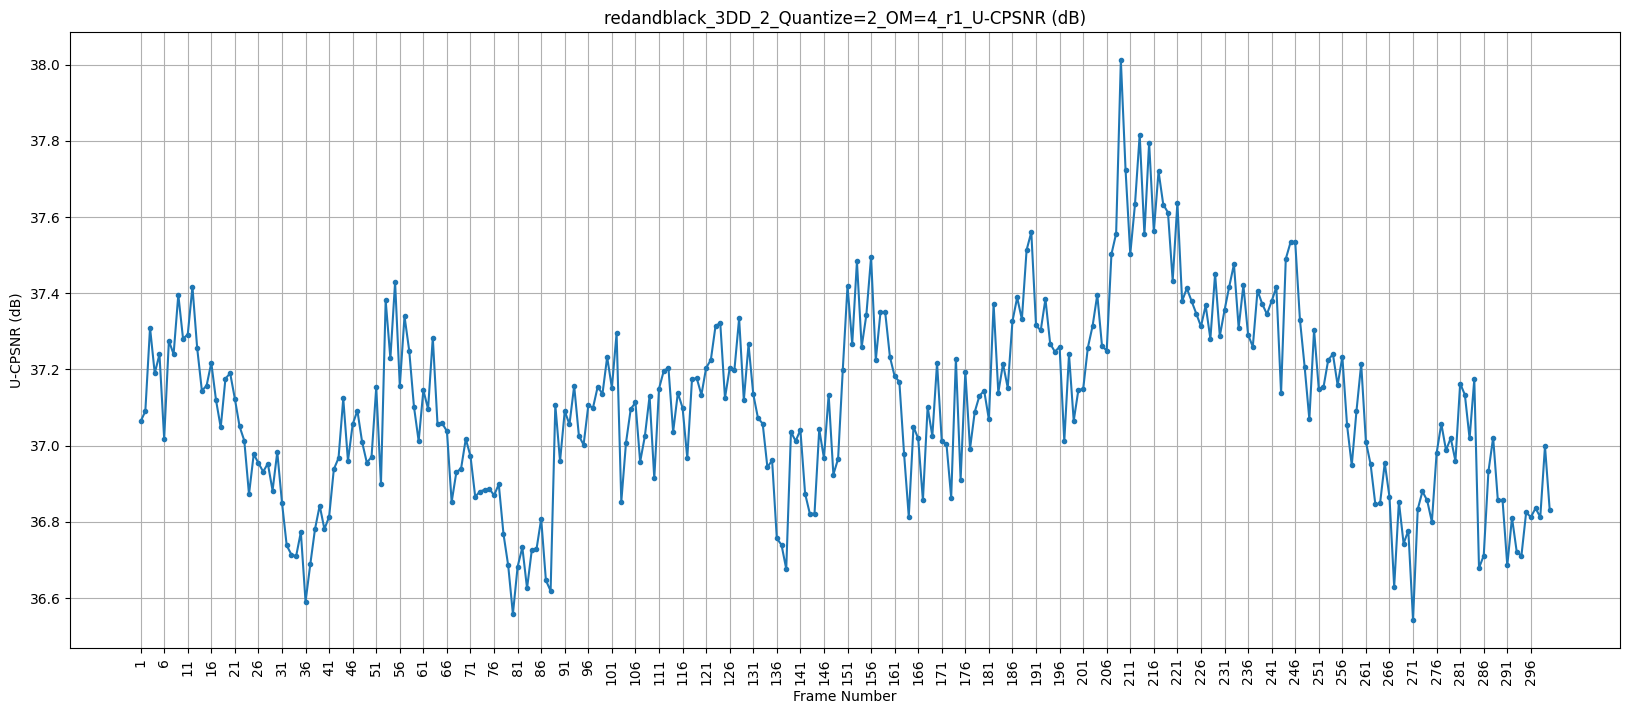 redandblack_3DD_2_Quantize=2_OM=4_r1_U-CPSNR (dB)
38.0
37.8
37.6
37.4
37.2
37.0
36.8
36.6
U-CPSNR (dB)
1 6 11 16 21 26 31 36 41 46 51 56 61 66 71 76 81 86 91 96 101 106 111 116 121 126 131 136 141 146 151 156 161 166 171 176 181 186 191 196 201 206 211 216 221 226 231 236 241 246 251 256 261 266 271 276 281 286 291 296
Frame Number